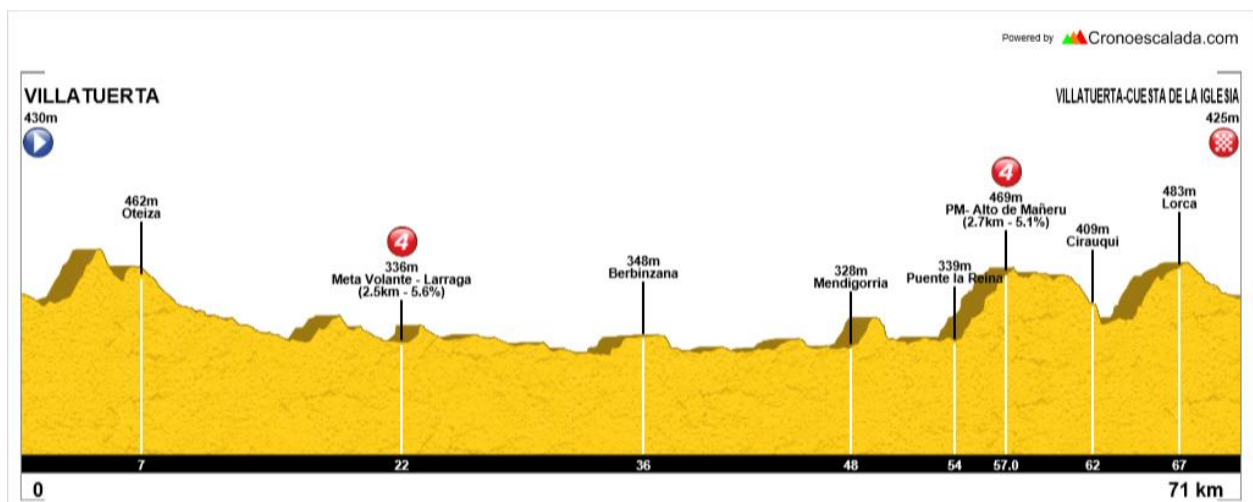 Powered by Cronoescalada.com
VILLATUERTA
430m
VILLATUERTA-CUESTA DE LA IGLESIA
425m
462m
Oteiza
4
336m
Meta Volante - Larraga
(2.5km - 5.6%)
348m
Berbinzana
328m
Mendigorria
339m
Puente la Reina
4
469m
PM- Alto de Mañeru
(2.7km - 5.1%)
409m
Cirauqui
483m
Lorca
7 22 36 48 54 57.0 62 67
0 71 km